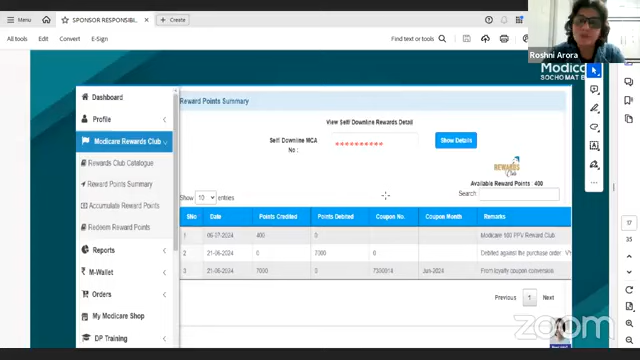 Menu
SPONSOR RESPONSIBIL...
+ Create
All tools Edit Convert E-Sign
Find text or tools
Roshni Arora
Modica
SOCHO MAT B
Dashboard
Profile
Modicare Rewards Club
Rewards Club Catalogue
Reward Points Summary
Accumulate Reward Points
Redeem Reward Points
Reports
M-Wallet
Orders
My Modicare Shop
DP Training
Reward Points Summary
View Self/ Downline Rewards Detail
Self/ Downline MCA No :
**********
Show Details
REWARDS Club
Available Reward Points : 400
Show 10 entries
Search
SNo Date Points Credited Points Debited Coupon No. Coupon Month Remarks
1 06-07-2024 400 0 Modicare 100 PPV Reward Club
2 21-06-2024 0 7000 0 Debited against the purchase order.
3 21-06-2024 7000 0 7300014 Jun-2024 From loyalty coupon conversion
Previous 1 Next
17
35
zoom